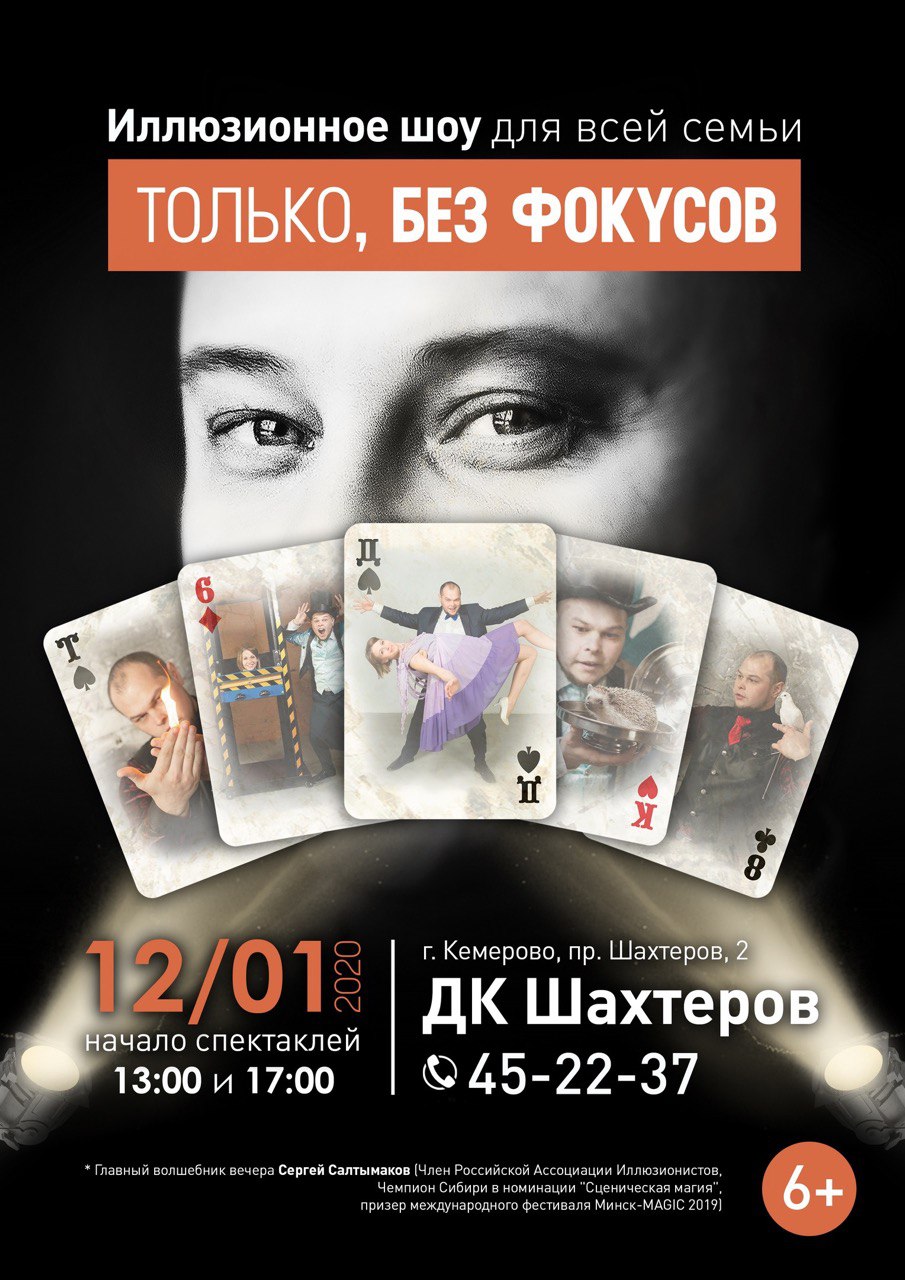 Иллюзионное шоу для всей семьи
ТОЛЬКО, БЕЗ ФОКУСОВ
Т
6
Д
Д
К
8
12/01 2020
начало спектаклей
13:00 и 17:00
г. Кемерово, пр. Шахтеров, 2
ДК Шахтеров
45-22-37
* Главный волшебник вечера Сергей Салтымаков (Член Российской Ассоциации Иллюзионистов,
Чемпион Сибири в номинации "Сценическая магия",
призер международного фестиваля Минск-MAGIC 2019)
6+